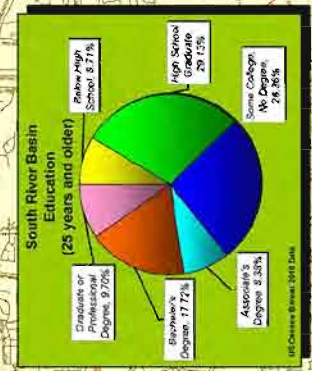 South River Basin
Education
(25 years and older)
Below High
School 8.71%
High School
Graduate
29.13%
Some College,
No Degree,
26.36%
Associate's
Degree 8.38%
Bachelor's
Degree, 17.72%
Graduate or
Professional
Degree, 9.70%
US Census Bureau, 2010 Data